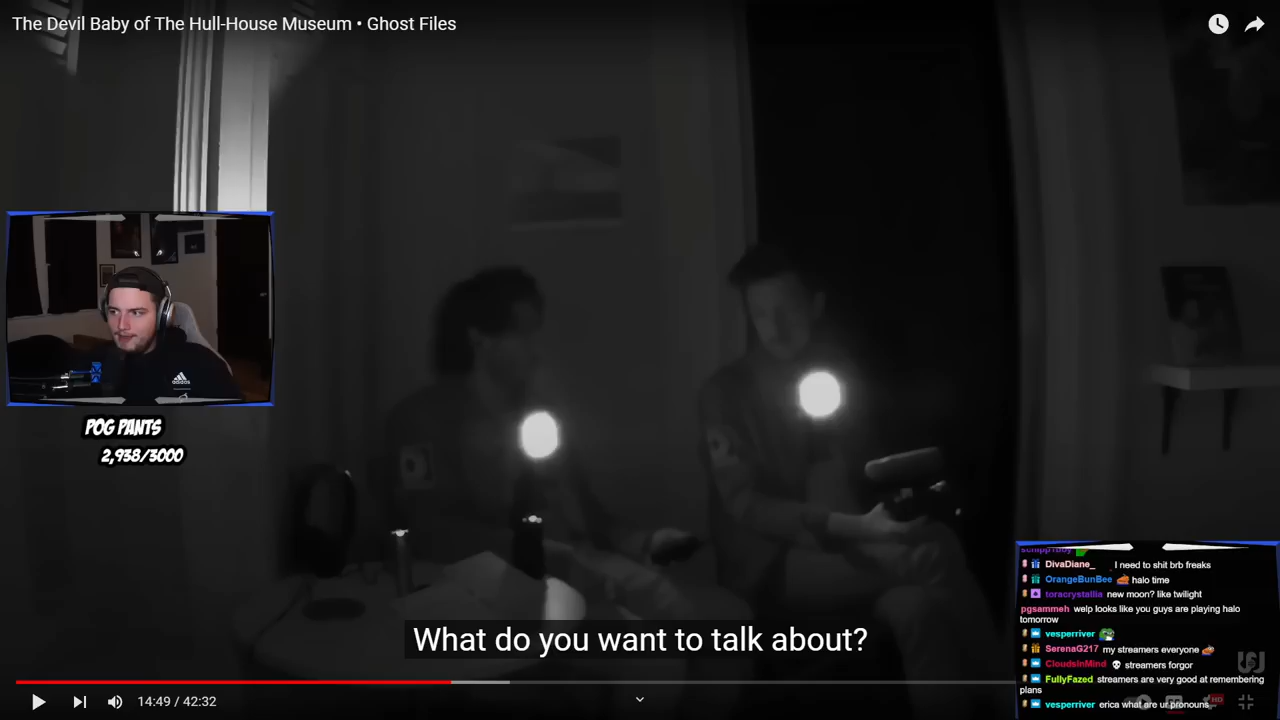 The Devil Baby of The Hull-House Museum • Ghost Files
adidas
POG PANTS
2,938/3000
What do you want to talk about?
14:49 / 42:32
DivaDiane_ I need to shit brb freaks
OrangeBunBee halo time
toracrystallia new moon? like twilight
pgsammeh welp looks like you guys are playing halo
tomorrow
vesperriver
SerenaG217 my streamers everyone
CloudsInMind streamers forgor
FullyFazed streamers are very good at remembering
plans
vesperriver erica what are ur pronouns
HD